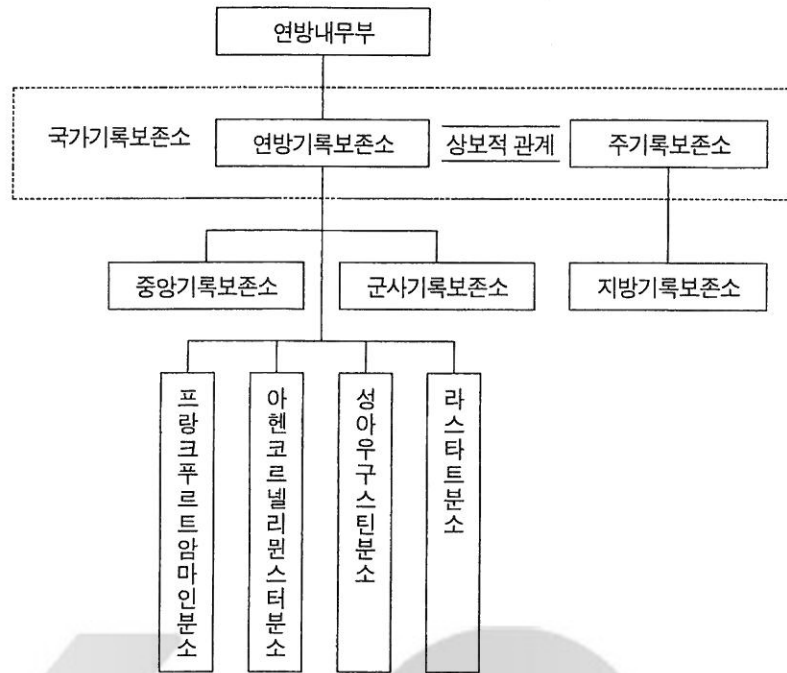 연방내무부
국가기록보존소
연방기록보존소
상보적 관계
주기록보존소
중앙기록보존소
군사기록보존소
지방기록보존소
프랑크푸르트암마인분소
아헨코르넬리뮌스터분소
성아우구스틴분소
라스타트분소